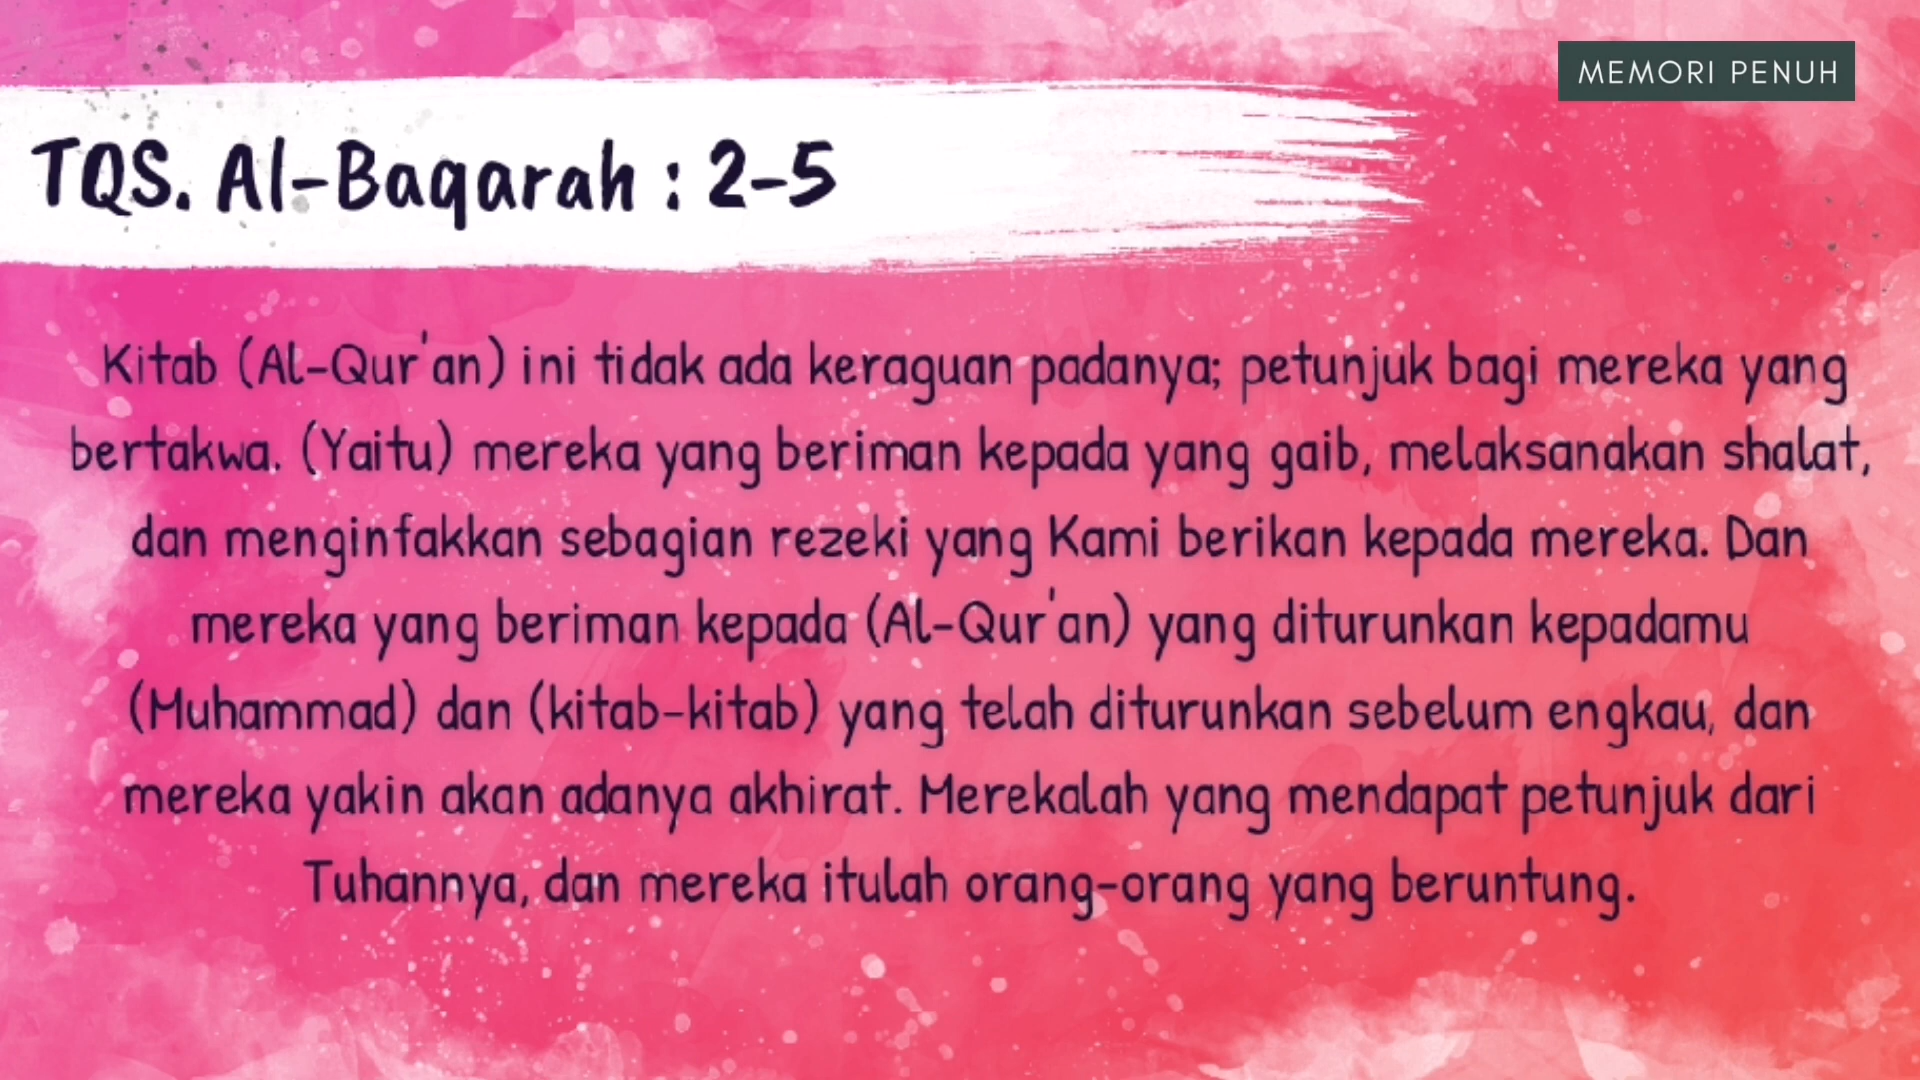 MEMORI PENUH
TQS. Al-Baqarah : 2-5
Kitab (Al-Qur'an) ini tidak ada keraguan padanya; petunjuk bagi mereka yang
bertakwa. (Yaitu) mereka yang beriman kepada yang gaib, melaksanakan shalat,
dan menginfakkan sebagian rezeki yang Kami berikan kepada mereka. Dan
mereka yang beriman kepada (Al-Qur'an) yang diturunkan kepadamu
(Muhammad) dan (kitab-kitab) yang telah diturunkan sebelum engkau, dan
mereka yakin akan adanya akhirat. Merekalah yang mendapat petunjuk dari
Tuhannya, dan mereka itulah orang-orang yang beruntung.